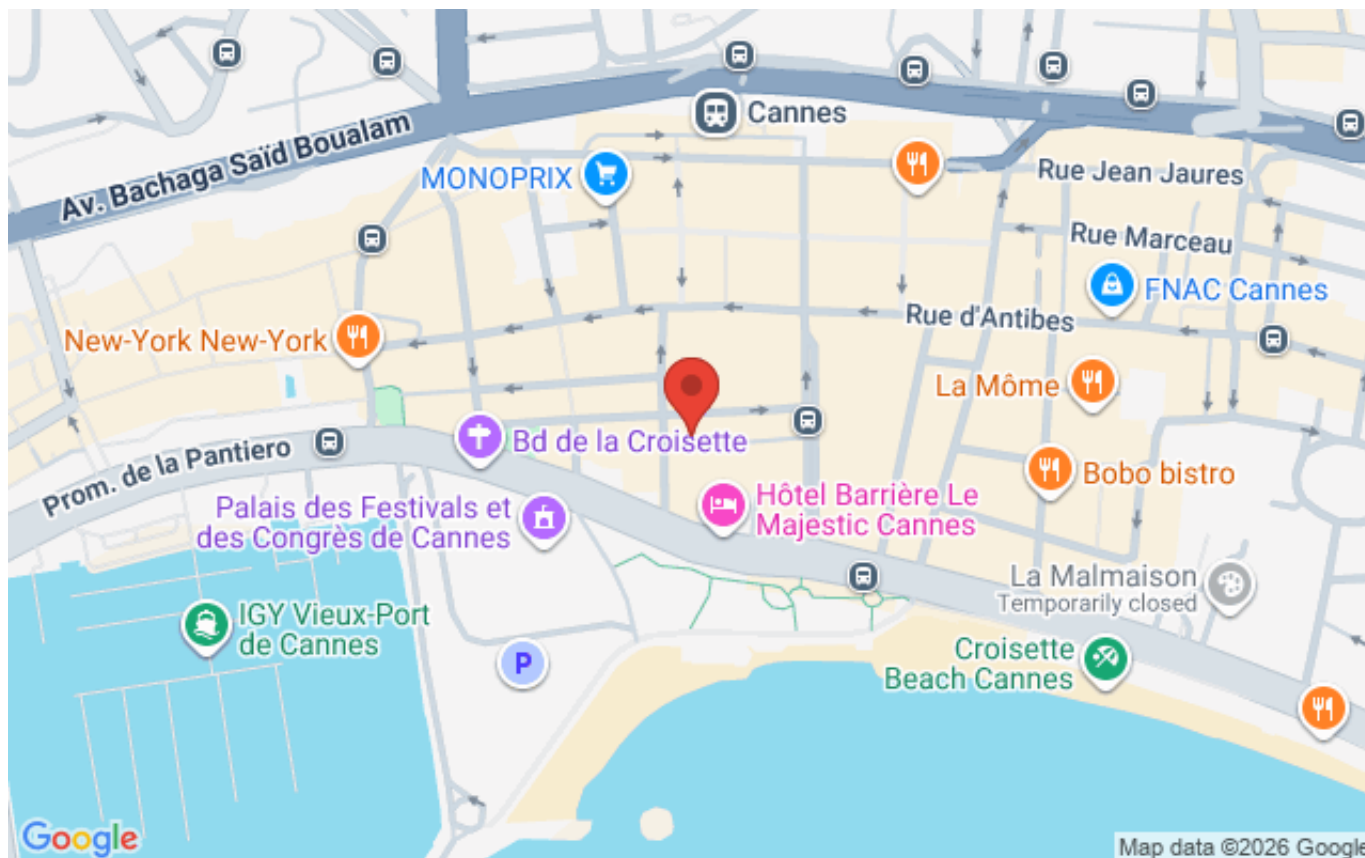 Cannes
Av. Bachaga Saïd Boualam
MONOPRIX
Rue Jean Jaures
Rue Marceau
FNAC Cannes
Rue d'Antibes
New-York New-York
La Môme
Bd de la Croisette
Prom. de la Pantiero
Bobo bistro
Palais des Festivals et
des Congrès de Cannes
Hôtel Barrière Le
Majestic Cannes
La Malmaison
Temporarily closed
IGY Vieux-Port
de Cannes
P
Croisette
Beach Cannes
Google
Map data ©2026 Google